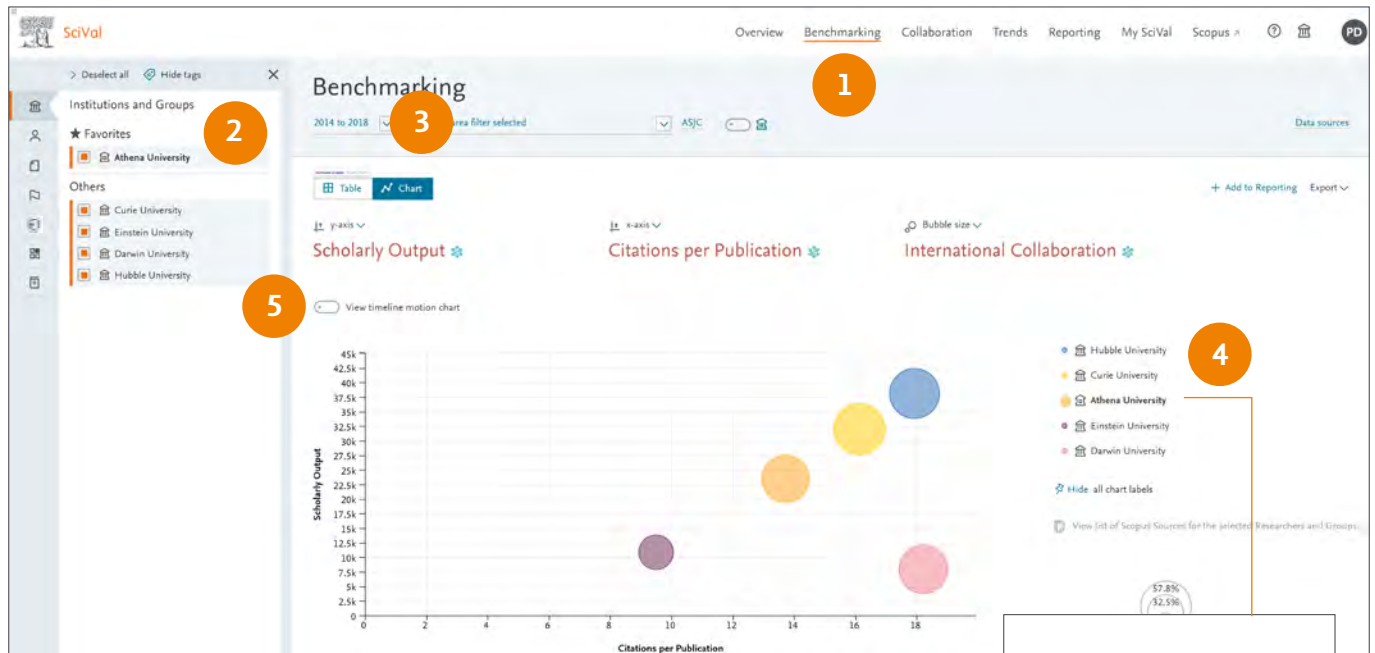 SciVal
Overview Benchmarking Collaboration Trends Reporting My SciVal Scopus PD
1
> Deselect all Hide tags X
Institutions and Groups
2
★ Favorites
Athena University
Others
Curie University
Einstein University
Darwin University
Hubble University
Benchmarking
2014 to 2018 3 area filter selected ASJC Data sources
Table Chart + Add to Reporting Export
y-axis x-axis Bubble size
Scholarly Output Citations per Publication International Collaboration
5 View timeline motion chart
45k
42.5k
40k
37.5k
35k
32.5k
30k
27.5k
25k
22.5k
20k
17.5k
15k
12.5k
10k
7.5k
5k
2.5k
0
Scholarly Output
0 2 4 6 8 10 12 14 16 18
Citations per Publication
Hubble University 4
Curie University
Athena University
Einstein University
Darwin University
Hide all chart labels
View list of Scopus Sources for the selected Researchers and Groups
57.8%
32.5%